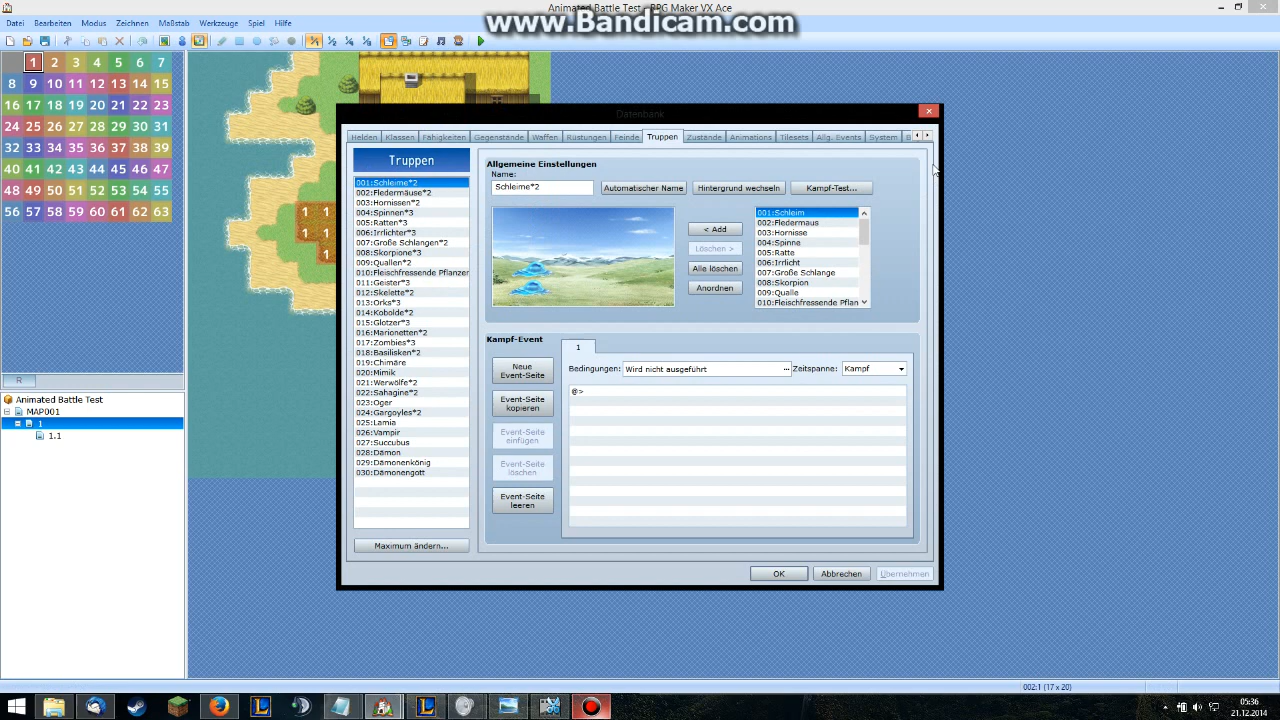 Animated Battle Test - RPG Maker VX Ace
www.Bandicam.com
Datei Bearbeiten Modus Zeichnen Maßstab Werkzeuge Spiel Hilfe
1 2 3 4 5 6 7
8 9 10 11 12 13 14 15
16 17 18 19 20 21 22 23
24 25 26 27 28 29 30 31
32 33 34 35 36 37 38 39
40 41 42 43 44 45 46 47
48 49 50 51 52 53 54 55
56 57 58 59 60 61 62 63
R
Animated Battle Test
MAP001
1
1.1
1 1
1 1
1
Datenbank
Helden Klassen Fähigkeiten Gegenstände Waffen Rüstungen Feinde Truppen Zustände Animations Tilesets Allg. Events System B
Truppen
001:Schleime*2
002:Fledermäuse*2
003:Hornissen*2
004:Spinnen*3
005:Ratten*3
006:Irrlichter*3
007:Große Schlangen*2
008:Skorpione*3
009:Quallen*2
010:Fleischfressende Pflanzen
011:Geister*3
012:Skelette*2
013:Orks*3
014:Kobolde*2
015:Glotzer*3
016:Marionetten*2
017:Zombies*3
018:Basilisken*2
019:Chimäre
020:Mimik
021:Werwölfe*2
022:Sahagine*2
023:Oger
024:Gargoyles*2
025:Lamia
026:Vampir
027:Succubus
028:Dämon
029:Dämonenkönig
030:Dämonengott
Maximum ändern...
Allgemeine Einstellungen
Name:
Schleime*2
Automatischer Name
Hintergrund wechseln
Kampf-Test...
< Add
Löschen >
Alle löschen
Anordnen
001:Schleim
002:Fledermaus
003:Hornisse
004:Spinne
005:Ratte
006:Irrlicht
007:Große Schlange
008:Skorpion
009:Qualle
010:Fleischfressende Pflan
Kampf-Event
1
Neue
Event-Seite
Event-Seite
kopieren
Event-Seite
einfügen
Event-Seite
löschen
Event-Seite
leeren
Bedingungen: Wird nicht ausgeführt ... Zeitspanne: Kampf
@>
OK Abbrechen Übernehmen
002:1 (17 x 20)
05:36
21.12.2014